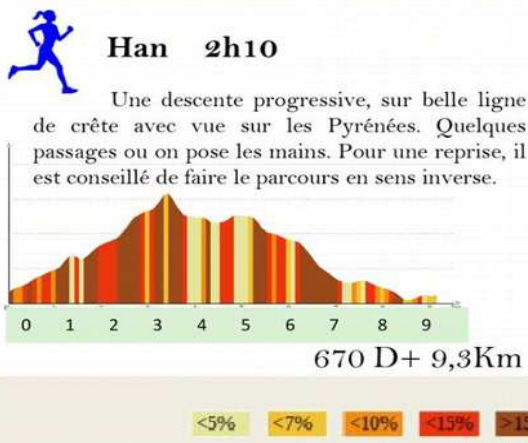 Han 2h10
Une descente progressive, sur belle ligne
de crête avec vue sur les Pyrénées. Quelques
passages ou on pose les mains. Pour une reprise, il
est conseillé de faire le parcours en sens inverse.
0 1 2 3 4 5 6 7 8 9
670 D+ 9,3Km
<5% <7% <10% <15%